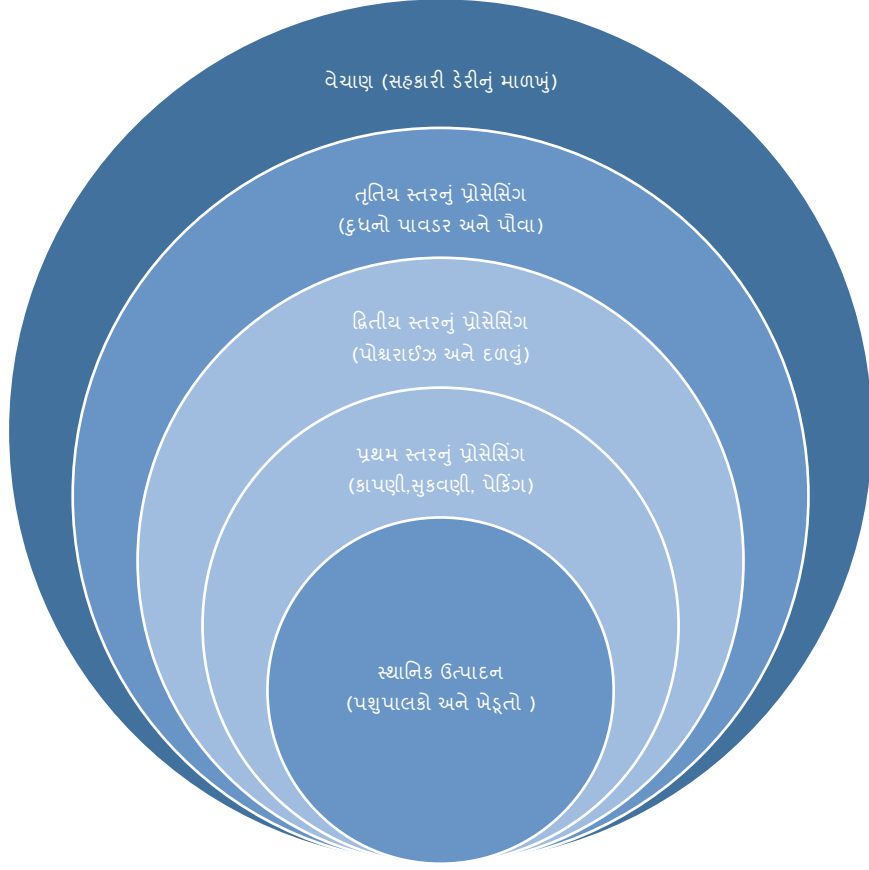 વેચાણ (સહકારી ડેરીનું માળખું)
તૃતિય સ્તરનું પ્રોસેસિંગ
(દુધનો પાવડર અને પૌવા)
દ્વિતીય સ્તરનું પ્રોસેસિંગ
(પોશ્ચરાઈઝ અને દળવું)
પ્રથમ સ્તરનું પ્રોસેસિંગ
(કાપણી,સુકવણી, પેકિંગ)
સ્થાનિક ઉત્પાદન
(પશુપાલકો અને ખેડૂતો )